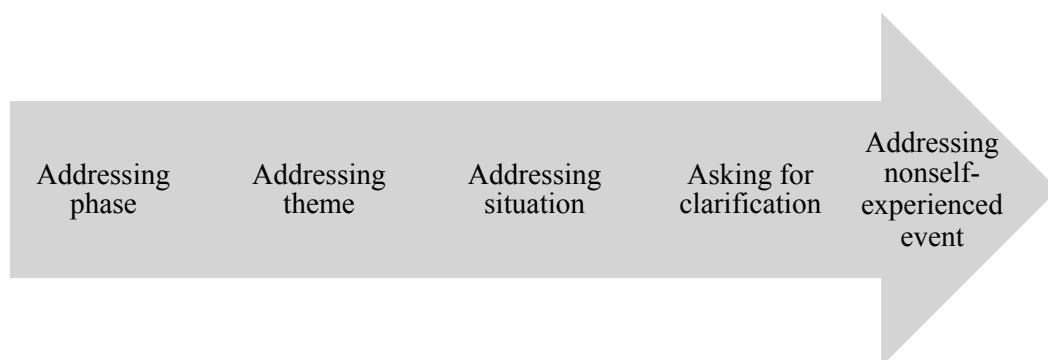 Addressing
phase
Addressing
theme
Addressing
situation
Asking for
clarification
Addressing
nonself-
experienced
event